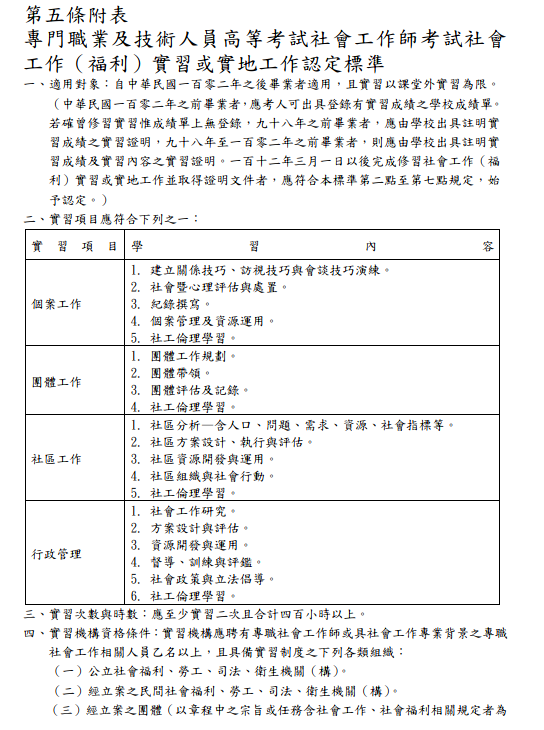 第五條附表
專門職業及技術人員高等考試社會工作師考試社會
工作（福利）實習或實地工作認定標準
一、適用對象：自中華民國一百零二年之後畢業者適用，且實習以課堂外實習為限。
（中華民國一百零二年之前畢業者，應考人可出具登錄有實習成績之學校成績單。
若確曾修習實習惟成績單上無登錄，九十八年之前畢業者，應由學校出具註明實
習成績之實習證明，九十八年至一百零二年之前畢業者，則應由學校出具註明實
習成績及實習內容之實習證明。一百十二年三月一日以後完成修習社會工作（福
利）實習或實地工作並取得證明文件者，應符合本標準第二點至第七點規定，始
予認定。）
二、實習項目應符合下列之一：
實習項目 學習內容
個案工作
1. 建立關係技巧、訪視技巧與會談技巧演練。
2. 社會暨心理評估與處置。
3. 紀錄撰寫。
4. 個案管理及資源運用。
5. 社工倫理學習。
團體工作
1. 團體工作規劃。
2. 團體帶領。
3. 團體評估及記錄。
4. 社工倫理學習。
社區工作
1. 社區分析—含人口、問題、需求、資源、社會指標等。
2. 社區方案設計、執行與評估。
3. 社區資源開發與運用。
4. 社區組織與社會行動。
5. 社工倫理學習。
行政管理
1. 社會工作研究。
2. 方案設計與評估。
3. 資源開發與運用。
4. 督導、訓練與評鑑。
5. 社會政策與立法倡導。
6. 社工倫理學習。
三、實習次數與時數：應至少實習二次且合計四百小時以上。
四、實習機構資格條件：實習機構應聘有專職社會工作師或具社會工作專業背景之專職
社會工作相關人員乙名以上，且具備實習制度之下列各類組織：
（一）公立社會福利、勞工、司法、衛生機關（構）。
（二）經立案之民間社會福利、勞工、司法、衛生機關（構）。
（三）經立案之團體（以章程中之宗旨或任務含社會工作、社會福利相關規定者為